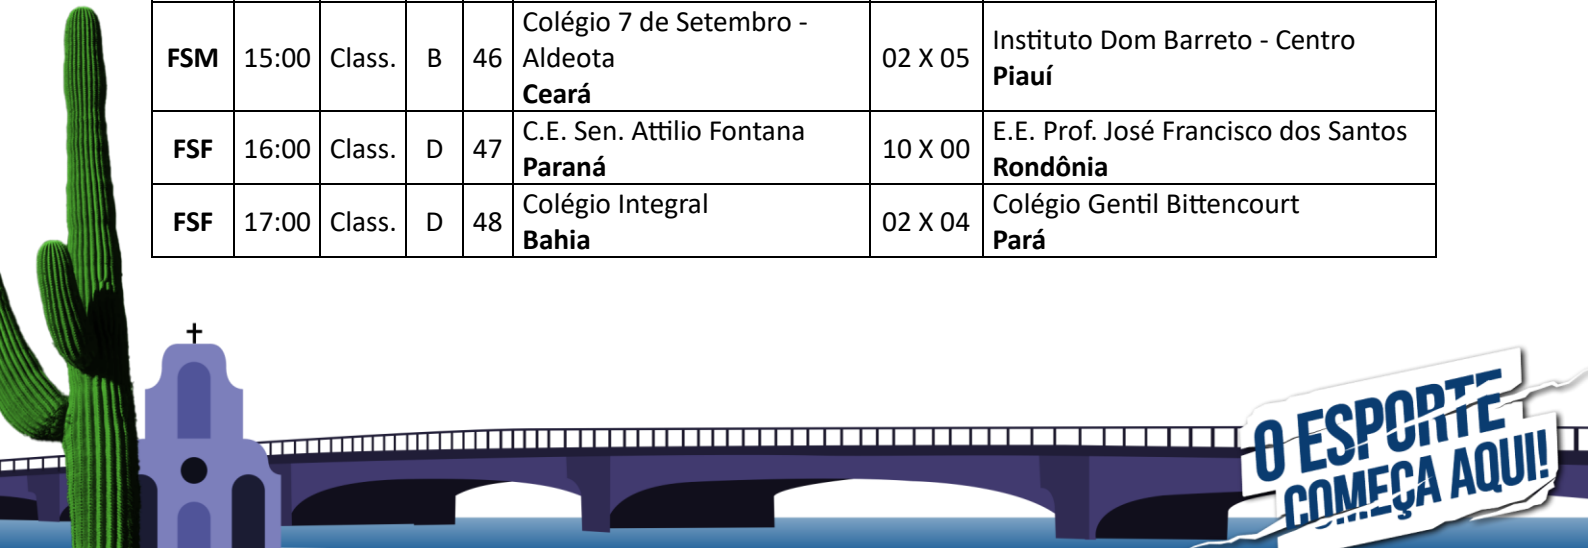 FSM 15:00 Class. B 46 Colégio 7 de Setembro - Aldeota Ceará 02 X 05 Instituto Dom Barreto - Centro Piauí
FSF 16:00 Class. D 47 C.E. Sen. Attilio Fontana Paraná 10 X 00 E.E. Prof. José Francisco dos Santos Rondônia
FSF 17:00 Class. D 48 Colégio Integral Bahia 02 X 04 Colégio Gentil Bittencourt Pará
O ESPORTE
COMEÇA AQUI!